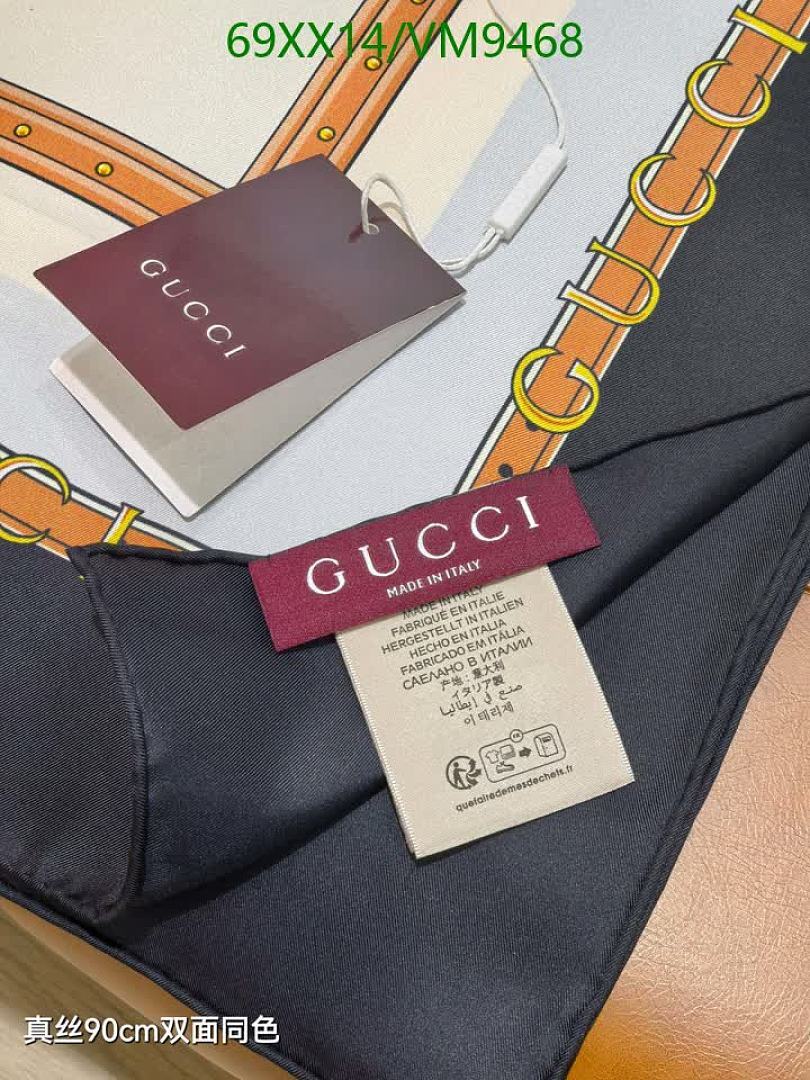 69XX14/VM9468
GUCCI
GUCCI
GUCCI
MADE IN ITALY
MADE IN ITALY
FABRIQUÉ EN ITALIE
HERGESTELLT IN ITALIEN
HECHO EN ITALIA
FABRICADO EM ITÁLIA
СДЕЛАНО В ИТАЛИИ
产地：意大利
イタリア製
صنع في إيطاليا
이태리제
FR
quefairedemesdechets.fr
真丝90cm双面同色